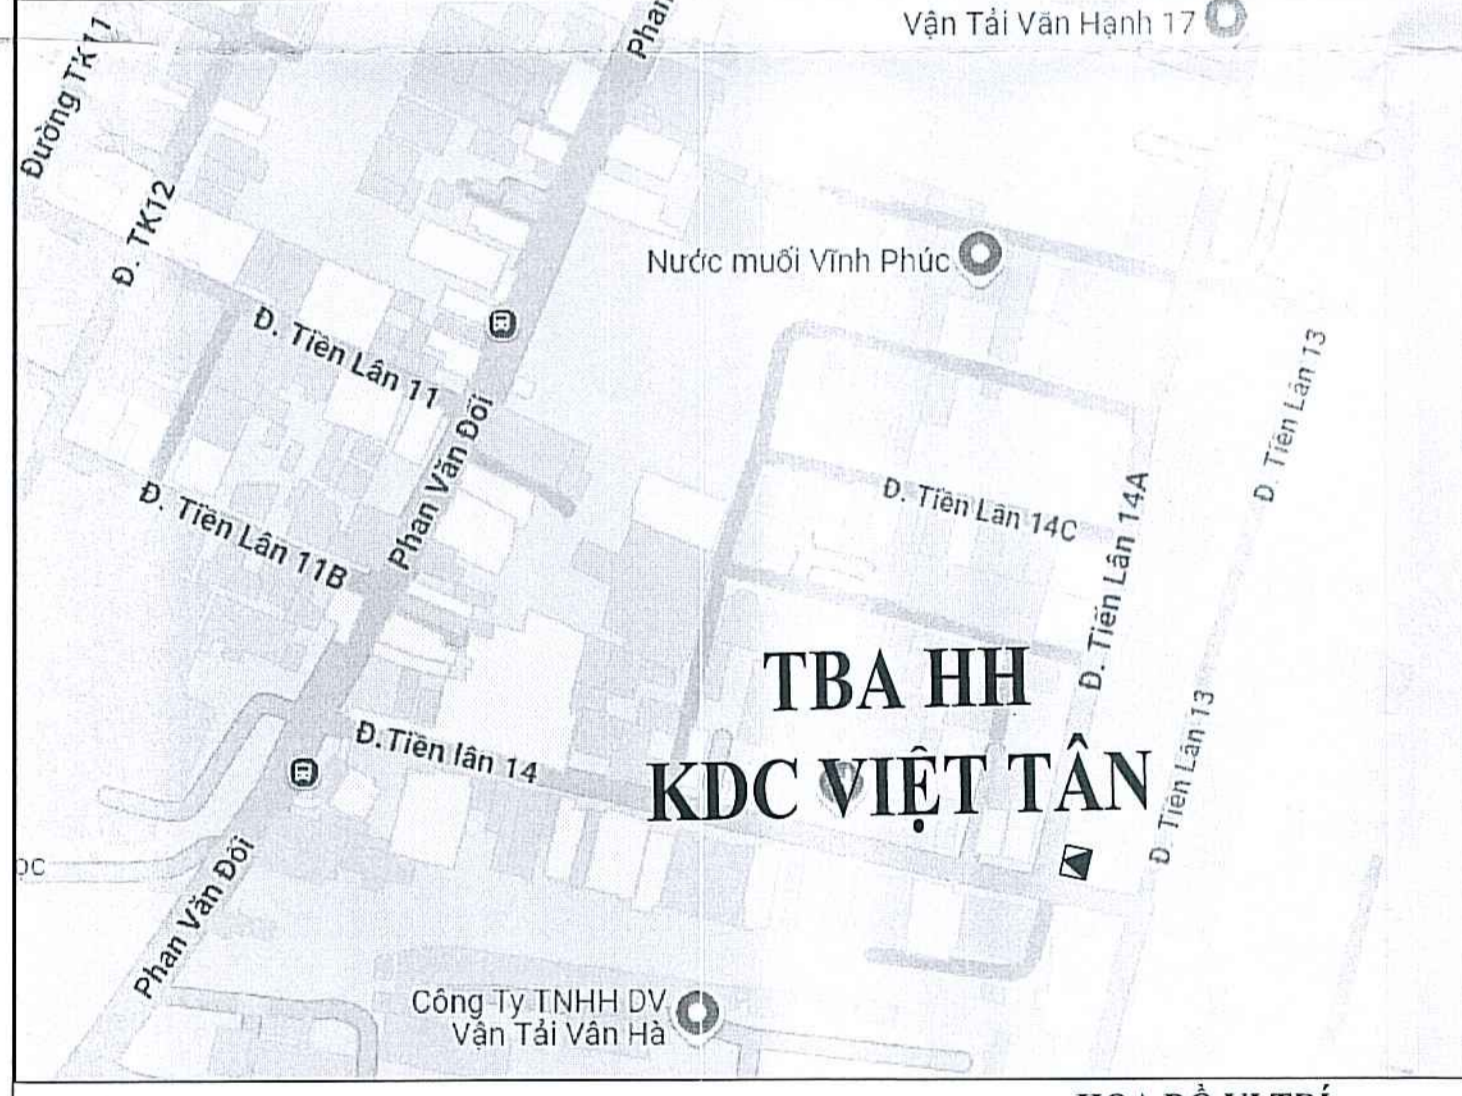 Vận Tải Văn Hạnh 17
Phan
Đường TK11
Đ. TK12
Nước muối Vĩnh Phúc
Đ. Tiền Lân 11
Phan Văn Đối
Đ. Tiền Lân 13
Đ. Tiền Lân 14C
Đ. Tiền Lân 14A
Đ. Tiền Lân 11B
TBA HH
KDC VIỆT TÂN
Đ.Tiền lân 14
Đ. Tiền Lân 13
Phan Văn Đối
ọc
Công Ty TNHH DV
Vận Tải Vân Hà